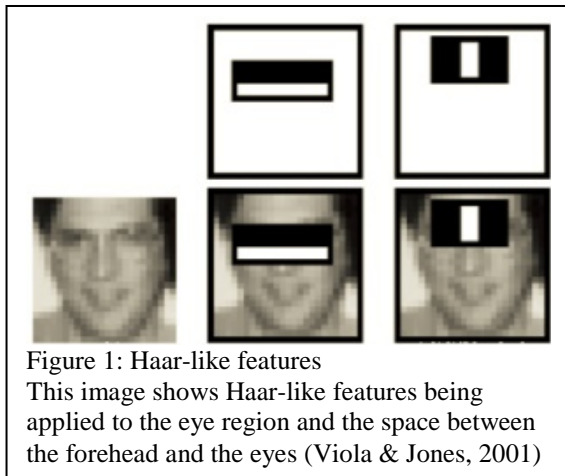 Figure 1: Haar-like features
This image shows Haar-like features being
applied to the eye region and the space between
the forehead and the eyes (Viola & Jones, 2001)